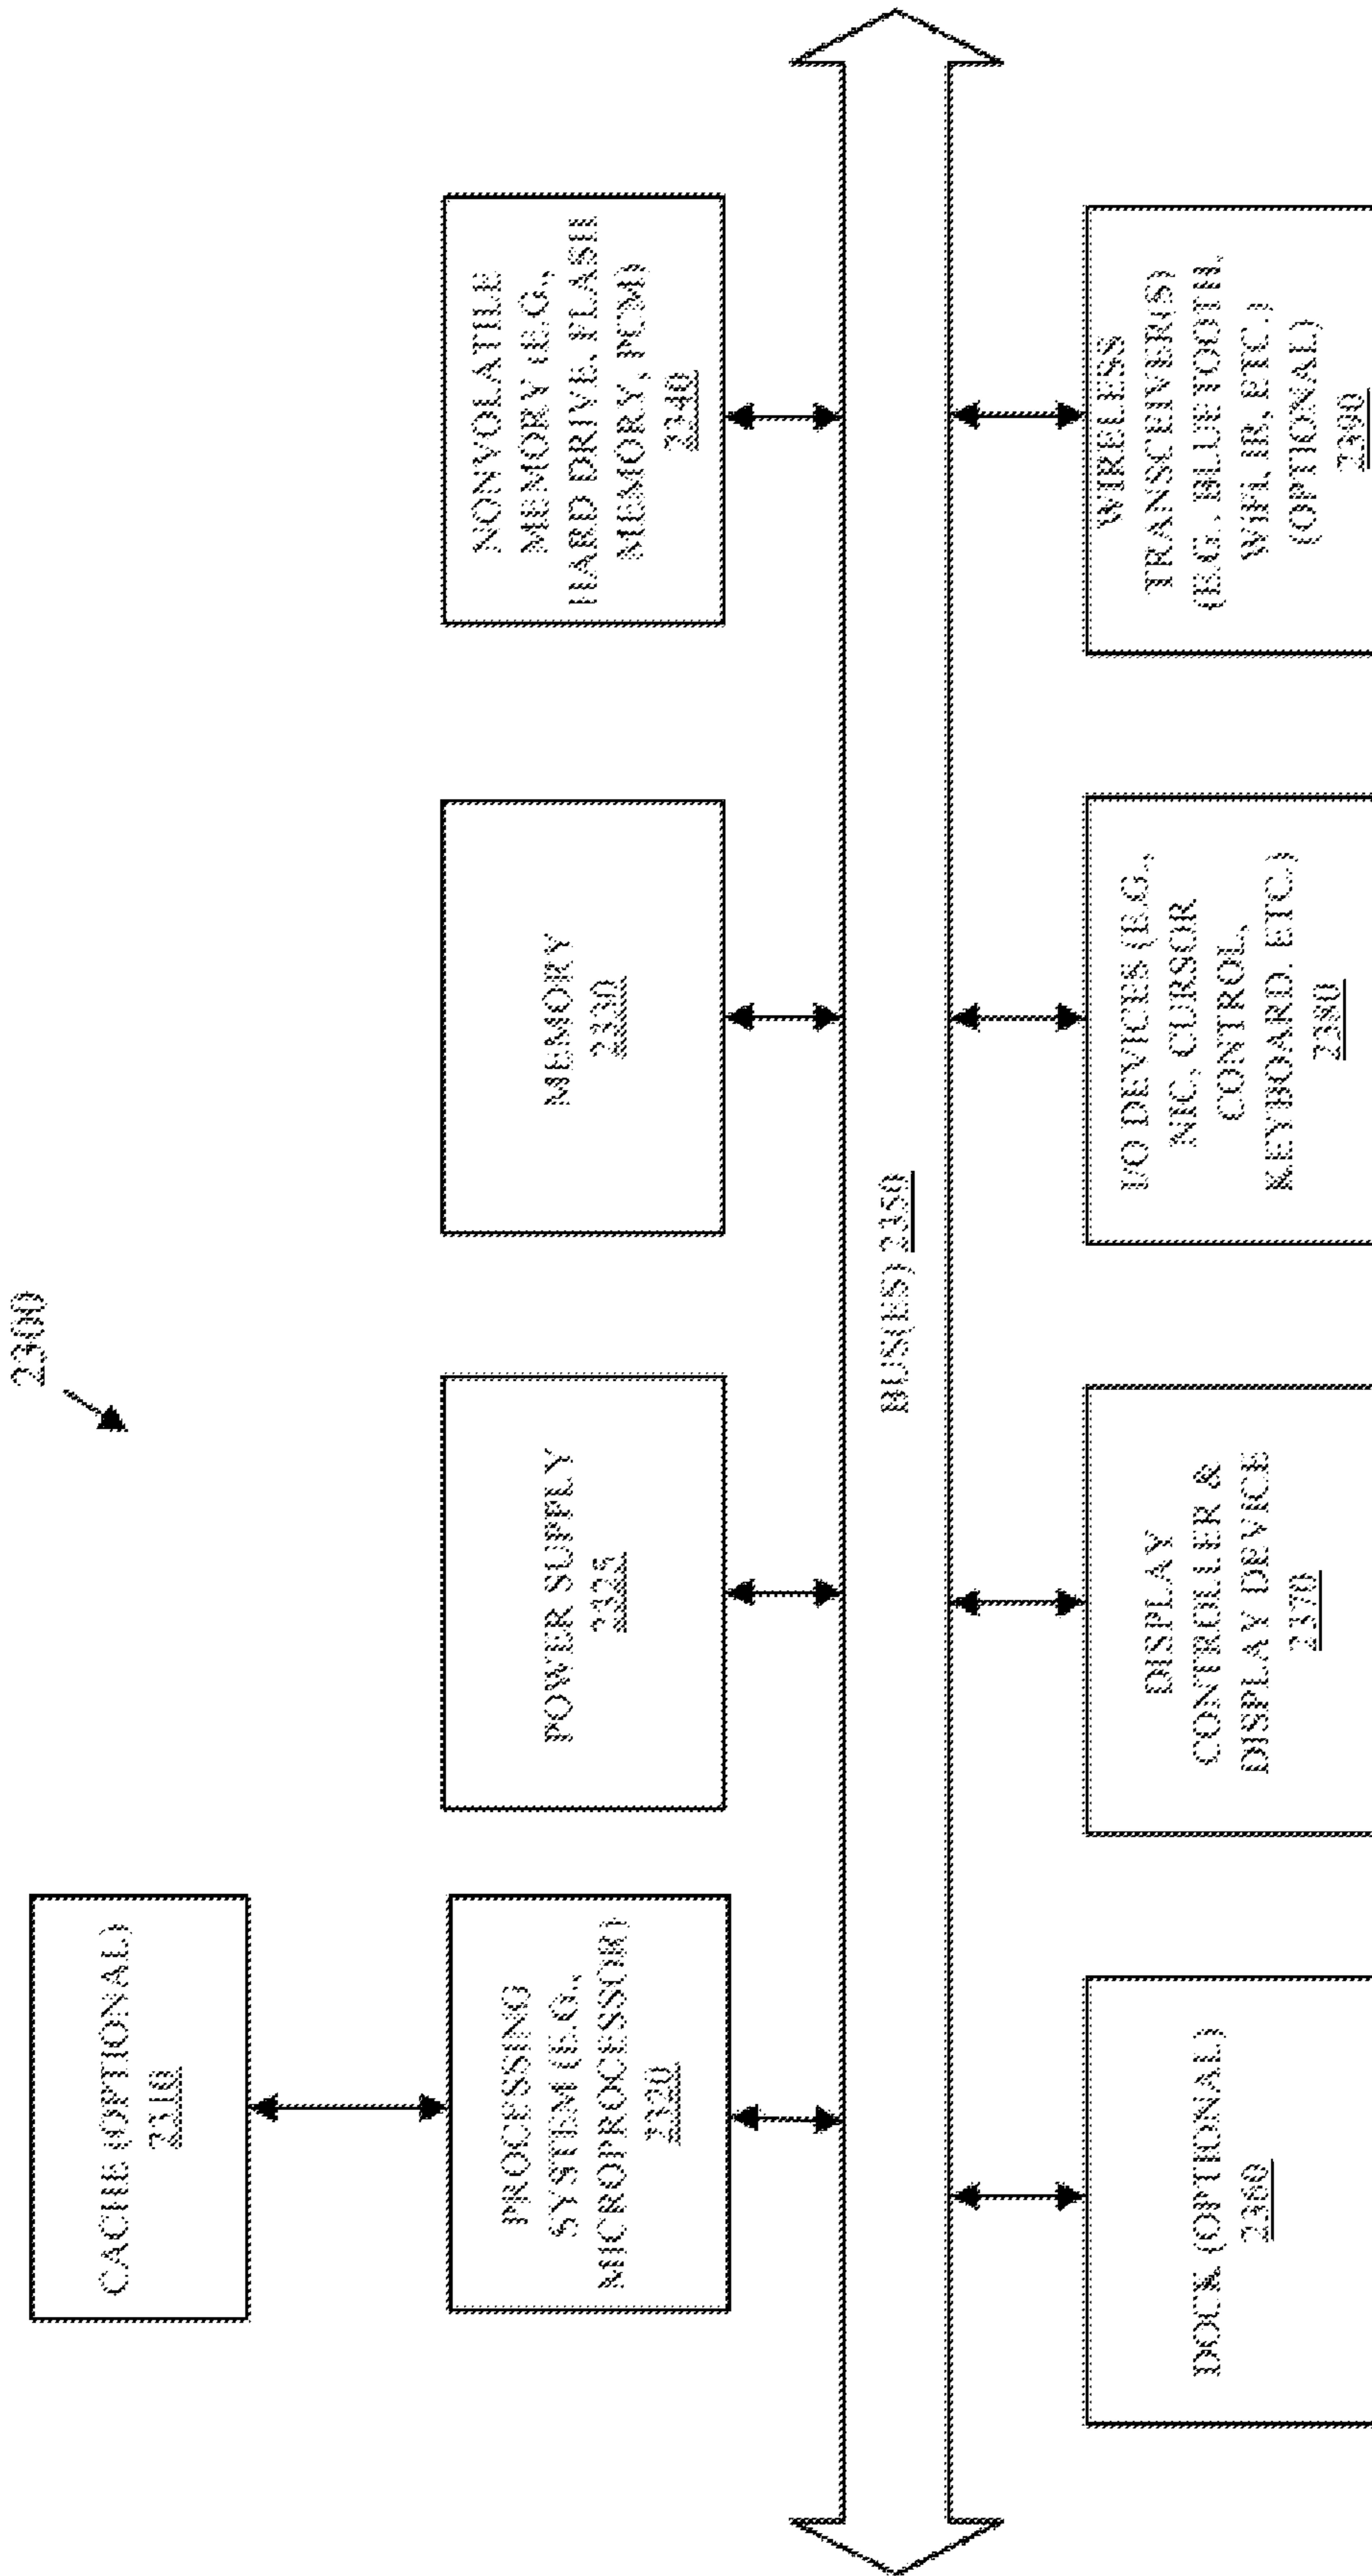 2300
CACHE (OPTIONAL)
2310
PROCESSING
SYSTEM (E.G.,
MICROPROCESSOR)
2320
POWER SUPPLY
2325
MEMORY
2330
NONVOLATILE
MEMORY (E.G.,
HARD DRIVE, FLASH
MEMORY, PCM)
2340
BUS(ES) 2350
DOCK (OPTIONAL)
2360
DISPLAY
CONTROLLER &
DISPLAY DEVICE
2370
I/O DEVICES (E.G.,
NIC, CURSOR
CONTROL,
KEYBOARD, ETC.)
2380
WIRELESS
TRANSCEIVER(S)
(E.G., BLUETOOTH,
WIFI, IR, ETC.)
(OPTIONAL)
2390